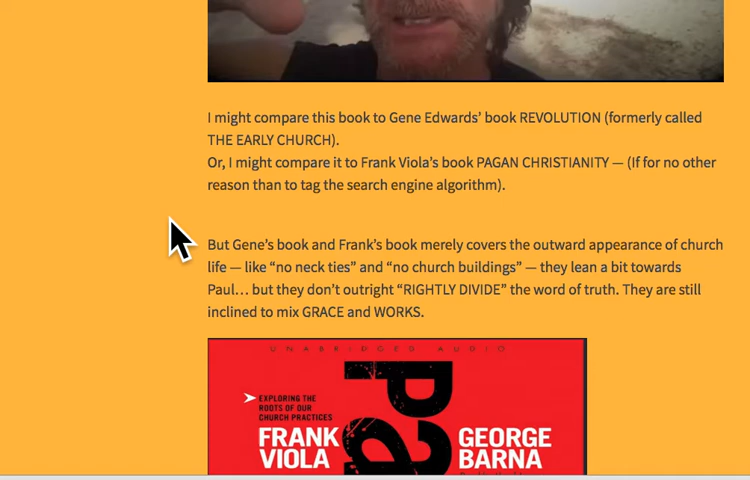 I might compare this book to Gene Edwards’ book REVOLUTION (formerly called
THE EARLY CHURCH).
Or, I might compare it to Frank Viola’s book PAGAN CHRISTIANITY — (If for no other
reason than to tag the search engine algorithm).
But Gene’s book and Frank’s book merely covers the outward appearance of church
life — like “no neck ties” and “no church buildings” — they lean a bit towards
Paul… but they don’t outright “RIGHTLY DIVIDE” the word of truth. They are still
inclined to mix GRACE and WORKS.
UNABRIDGED AUDIO
EXPLORING THE
ROOTS OF OUR
CHURCH PRACTICES
FRANK
VIOLA
Pa
GEORGE
BARNA